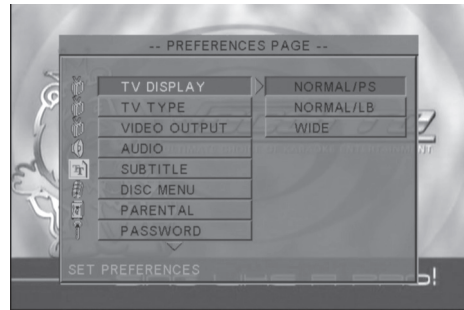 -- PREFERENCES PAGE --
TV DISPLAY NORMAL/PS
TV TYPE NORMAL/LB
VIDEO OUTPUT WIDE
AUDIO
SUBTITLE
DISC MENU
PARENTAL
PASSWORD
SET PREFERENCES